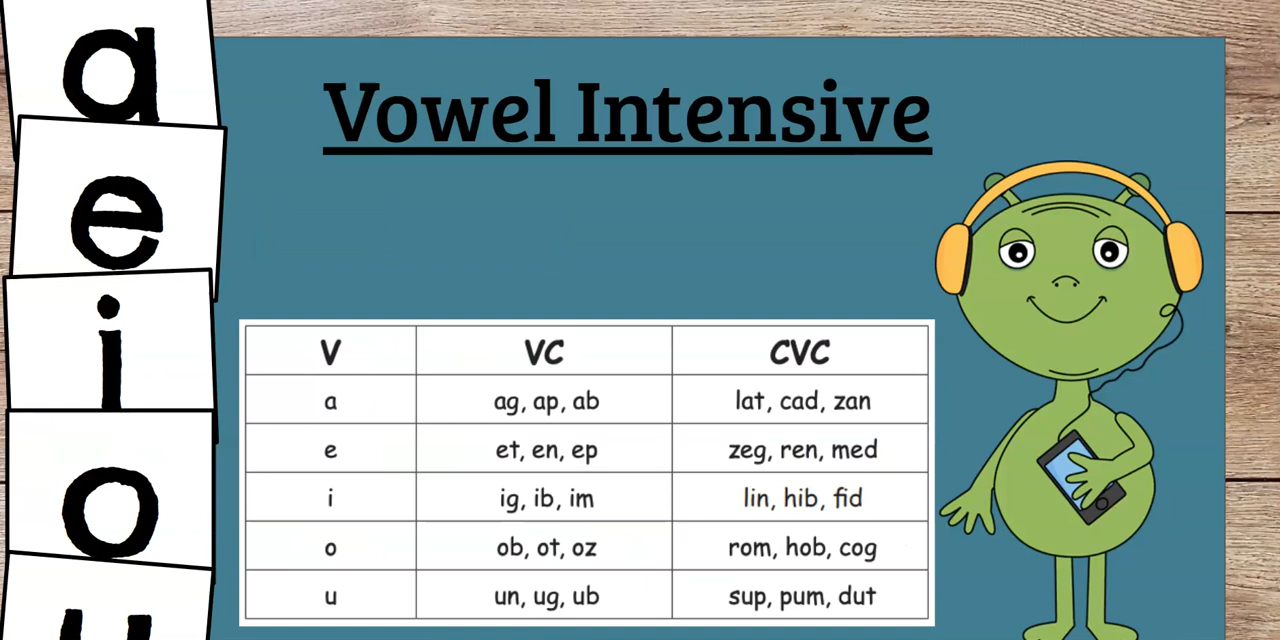 a
e
i
o
u
Vowel Intensive
V VC CVC
a ag, ap, ab lat, cad, zan
e et, en, ep zeg, ren, med
i ig, ib, im lin, hib, fid
o ob, ot, oz rom, hob, cog
u un, ug, ub sup, pum, dut